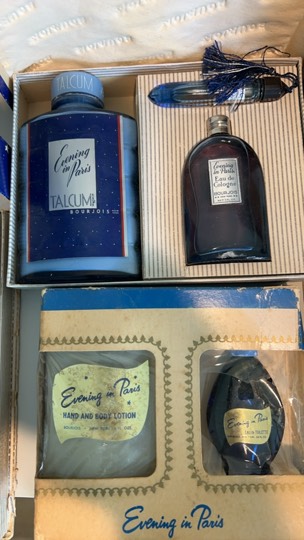 TALCUM
Evening
in Paris
TALCUM
BOURJOIS
Evening
in Paris
Eau de
Cologne
BOURJOIS
Evening in Paris
HAND AND BODY LOTION
Evening in Paris
Evening in Paris